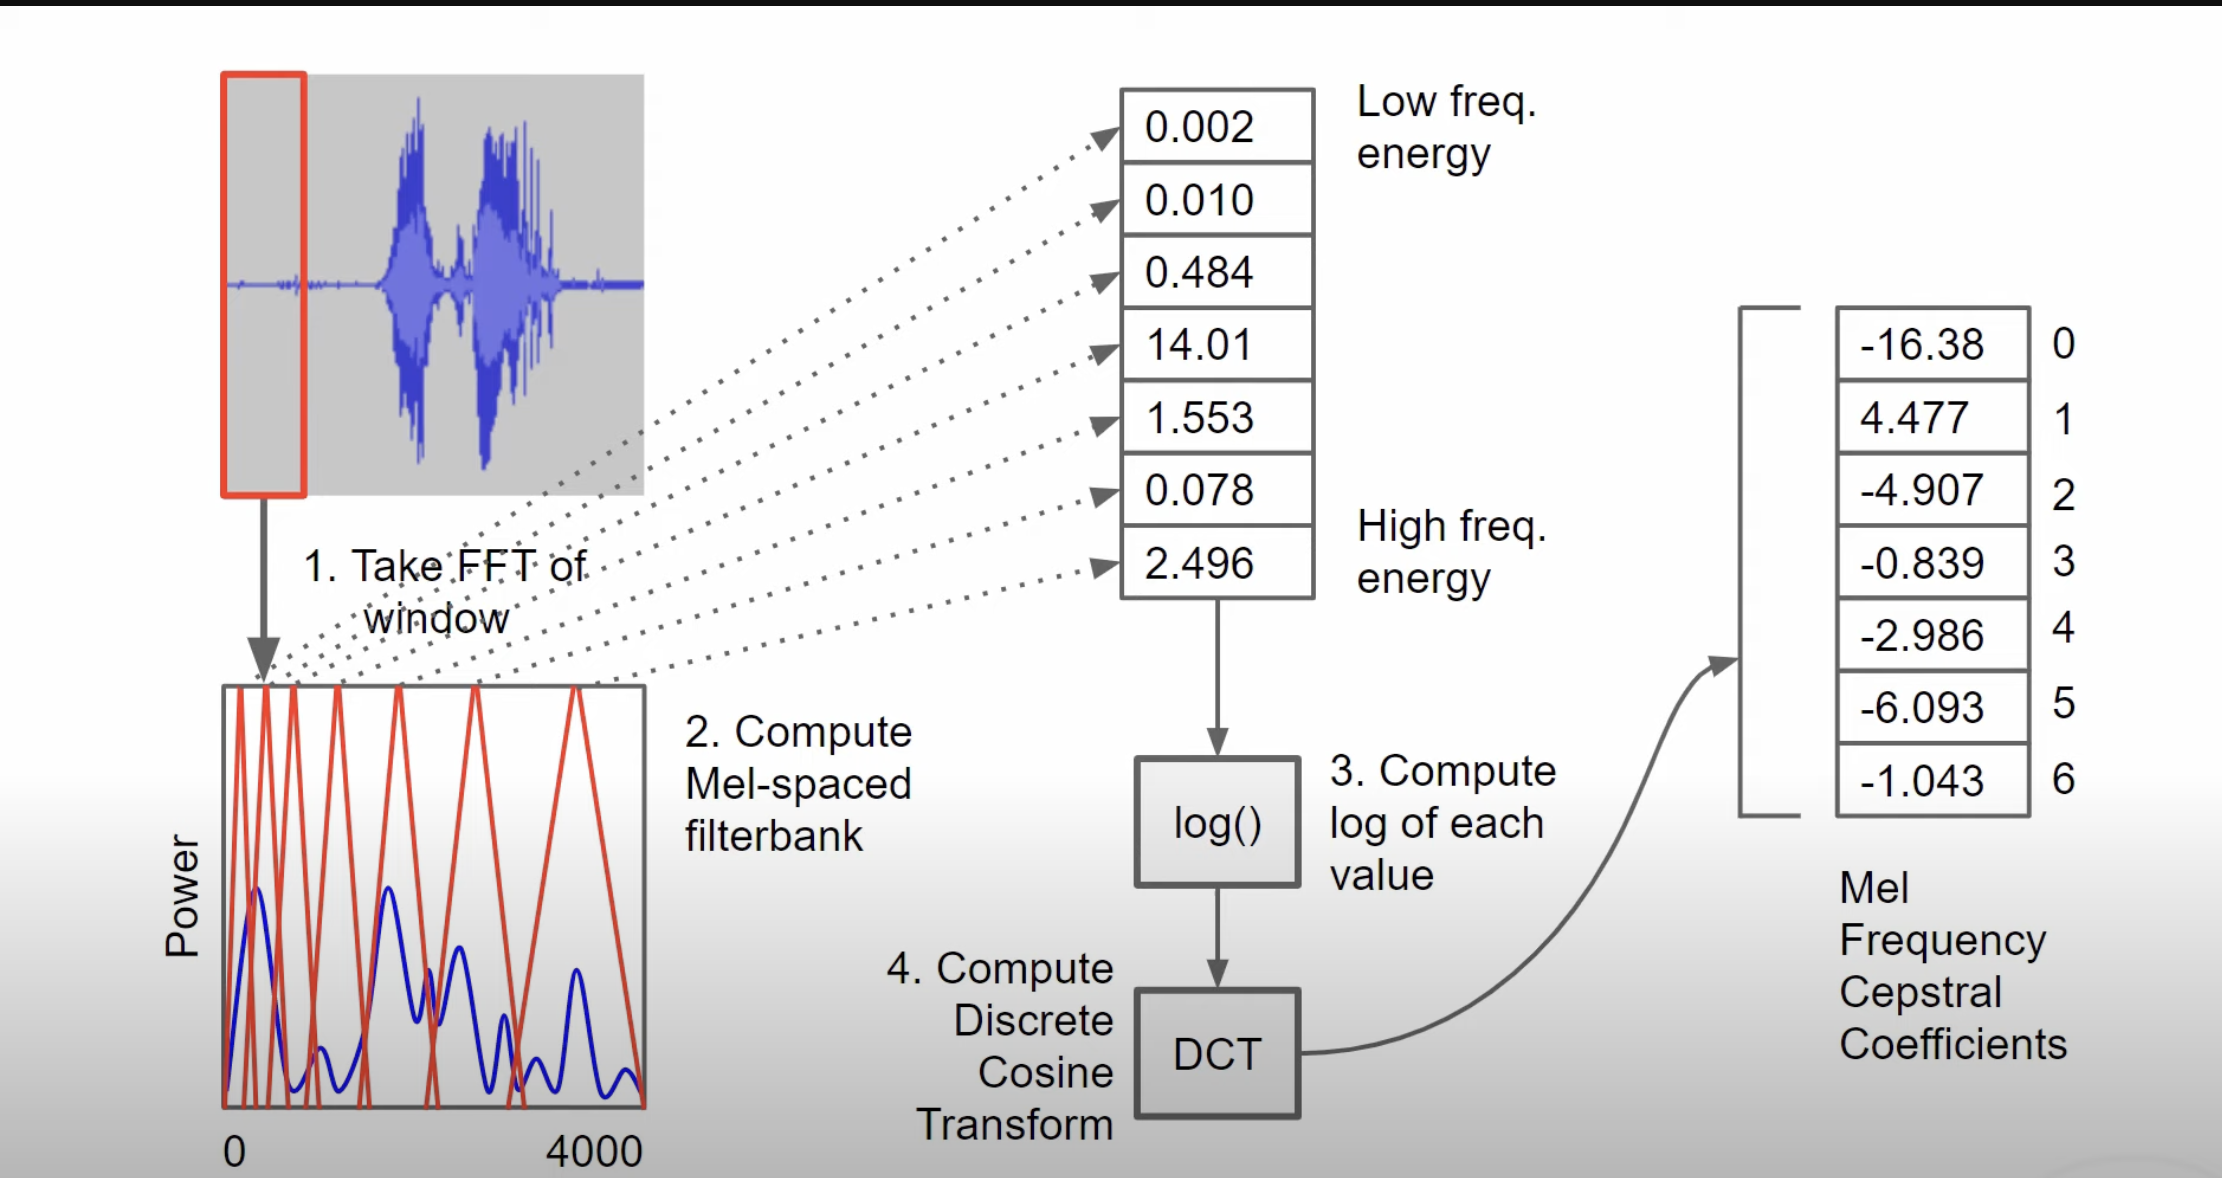 1. Take FFT of
window
Power
0
4000
2. Compute
Mel-spaced
filterbank
0.002
0.010
0.484
14.01
1.553
0.078
2.496
Low freq.
energy
High freq.
energy
log()
3. Compute
log of each
value
4. Compute
Discrete
Cosine
Transform
DCT
-16.38 0
4.477 1
-4.907 2
-0.839 3
-2.986 4
-6.093 5
-1.043 6
Mel
Frequency
Cepstral
Coefficients